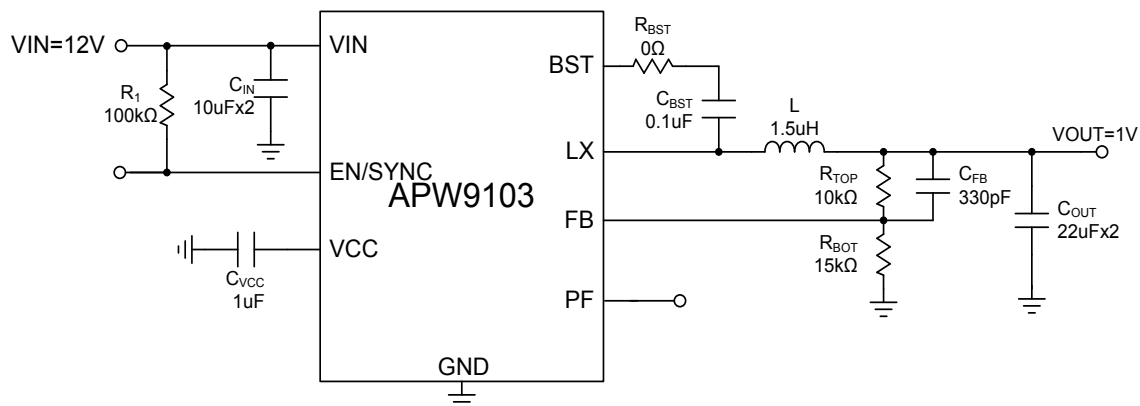 VIN=12V
R1
100kΩ
CIN
10uFx2
VIN
EN/SYNC
APW9103
VCC
CVCC
1uF
GND
BST
LX
FB
PF
RBST
0Ω
CBST
0.1uF
L
1.5uH
RTOP
10kΩ
CFB
330pF
RBOT
15kΩ
COUT
22uFx2
VOUT=1V